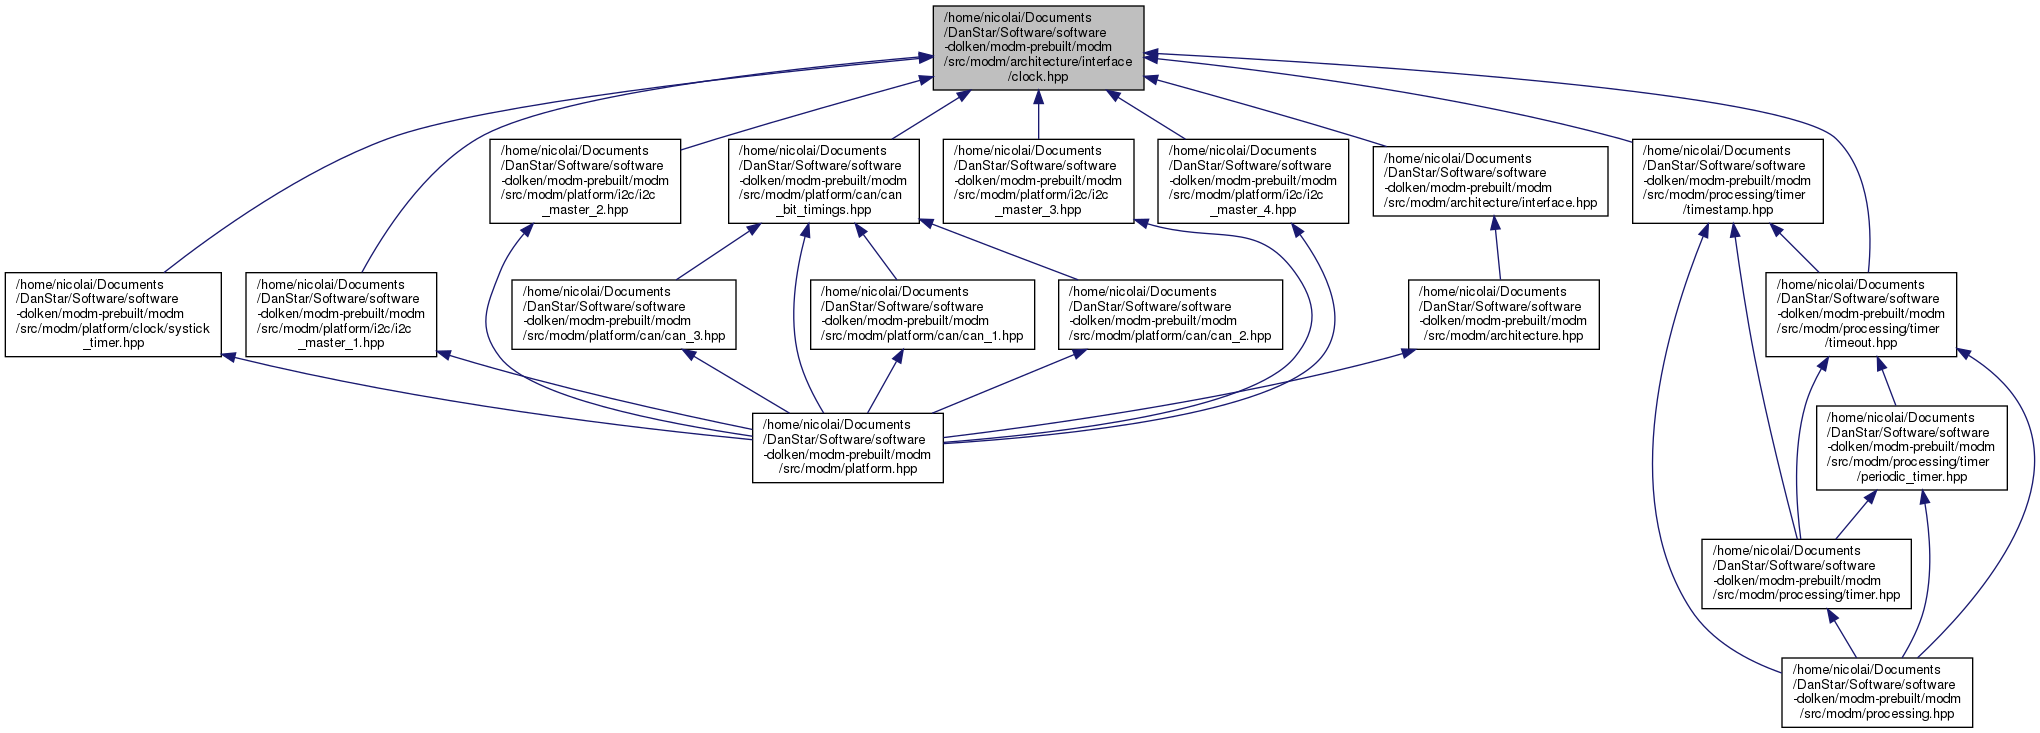 /home/nicolai/Documents
/DanStar/Software/software
-dolken/modm-prebuilt/modm
/src/modm/architecture/interface
/clock.hpp
/home/nicolai/Documents
/DanStar/Software/software
-dolken/modm-prebuilt/modm
/src/modm/platform/i2c/i2c
_master_2.hpp
/home/nicolai/Documents
/DanStar/Software/software
-dolken/modm-prebuilt/modm
/src/modm/platform/can/can
_bit_timings.hpp
/home/nicolai/Documents
/DanStar/Software/software
-dolken/modm-prebuilt/modm
/src/modm/platform/i2c/i2c
_master_3.hpp
/home/nicolai/Documents
/DanStar/Software/software
-dolken/modm-prebuilt/modm
/src/modm/platform/i2c/i2c
_master_4.hpp
/home/nicolai/Documents
/DanStar/Software/software
-dolken/modm-prebuilt/modm
/src/modm/architecture/interface.hpp
/home/nicolai/Documents
/DanStar/Software/software
-dolken/modm-prebuilt/modm
/src/modm/processing/timer
/timestamp.hpp
/home/nicolai/Documents
/DanStar/Software/software
-dolken/modm-prebuilt/modm
/src/modm/platform/clock/systick
_timer.hpp
/home/nicolai/Documents
/DanStar/Software/software
-dolken/modm-prebuilt/modm
/src/modm/platform/i2c/i2c
_master_1.hpp
/home/nicolai/Documents
/DanStar/Software/software
-dolken/modm-prebuilt/modm
/src/modm/platform/can/can_3.hpp
/home/nicolai/Documents
/DanStar/Software/software
-dolken/modm-prebuilt/modm
/src/modm/platform/can/can_1.hpp
/home/nicolai/Documents
/DanStar/Software/software
-dolken/modm-prebuilt/modm
/src/modm/platform/can/can_2.hpp
/home/nicolai/Documents
/DanStar/Software/software
-dolken/modm-prebuilt/modm
/src/modm/architecture.hpp
/home/nicolai/Documents
/DanStar/Software/software
-dolken/modm-prebuilt/modm
/src/modm/processing/timer
/timeout.hpp
/home/nicolai/Documents
/DanStar/Software/software
-dolken/modm-prebuilt/modm
/src/modm/platform.hpp
/home/nicolai/Documents
/DanStar/Software/software
-dolken/modm-prebuilt/modm
/src/modm/processing/timer
/periodic_timer.hpp
/home/nicolai/Documents
/DanStar/Software/software
-dolken/modm-prebuilt/modm
/src/modm/processing/timer.hpp
/home/nicolai/Documents
/DanStar/Software/software
-dolken/modm-prebuilt/modm
/src/modm/processing.hpp